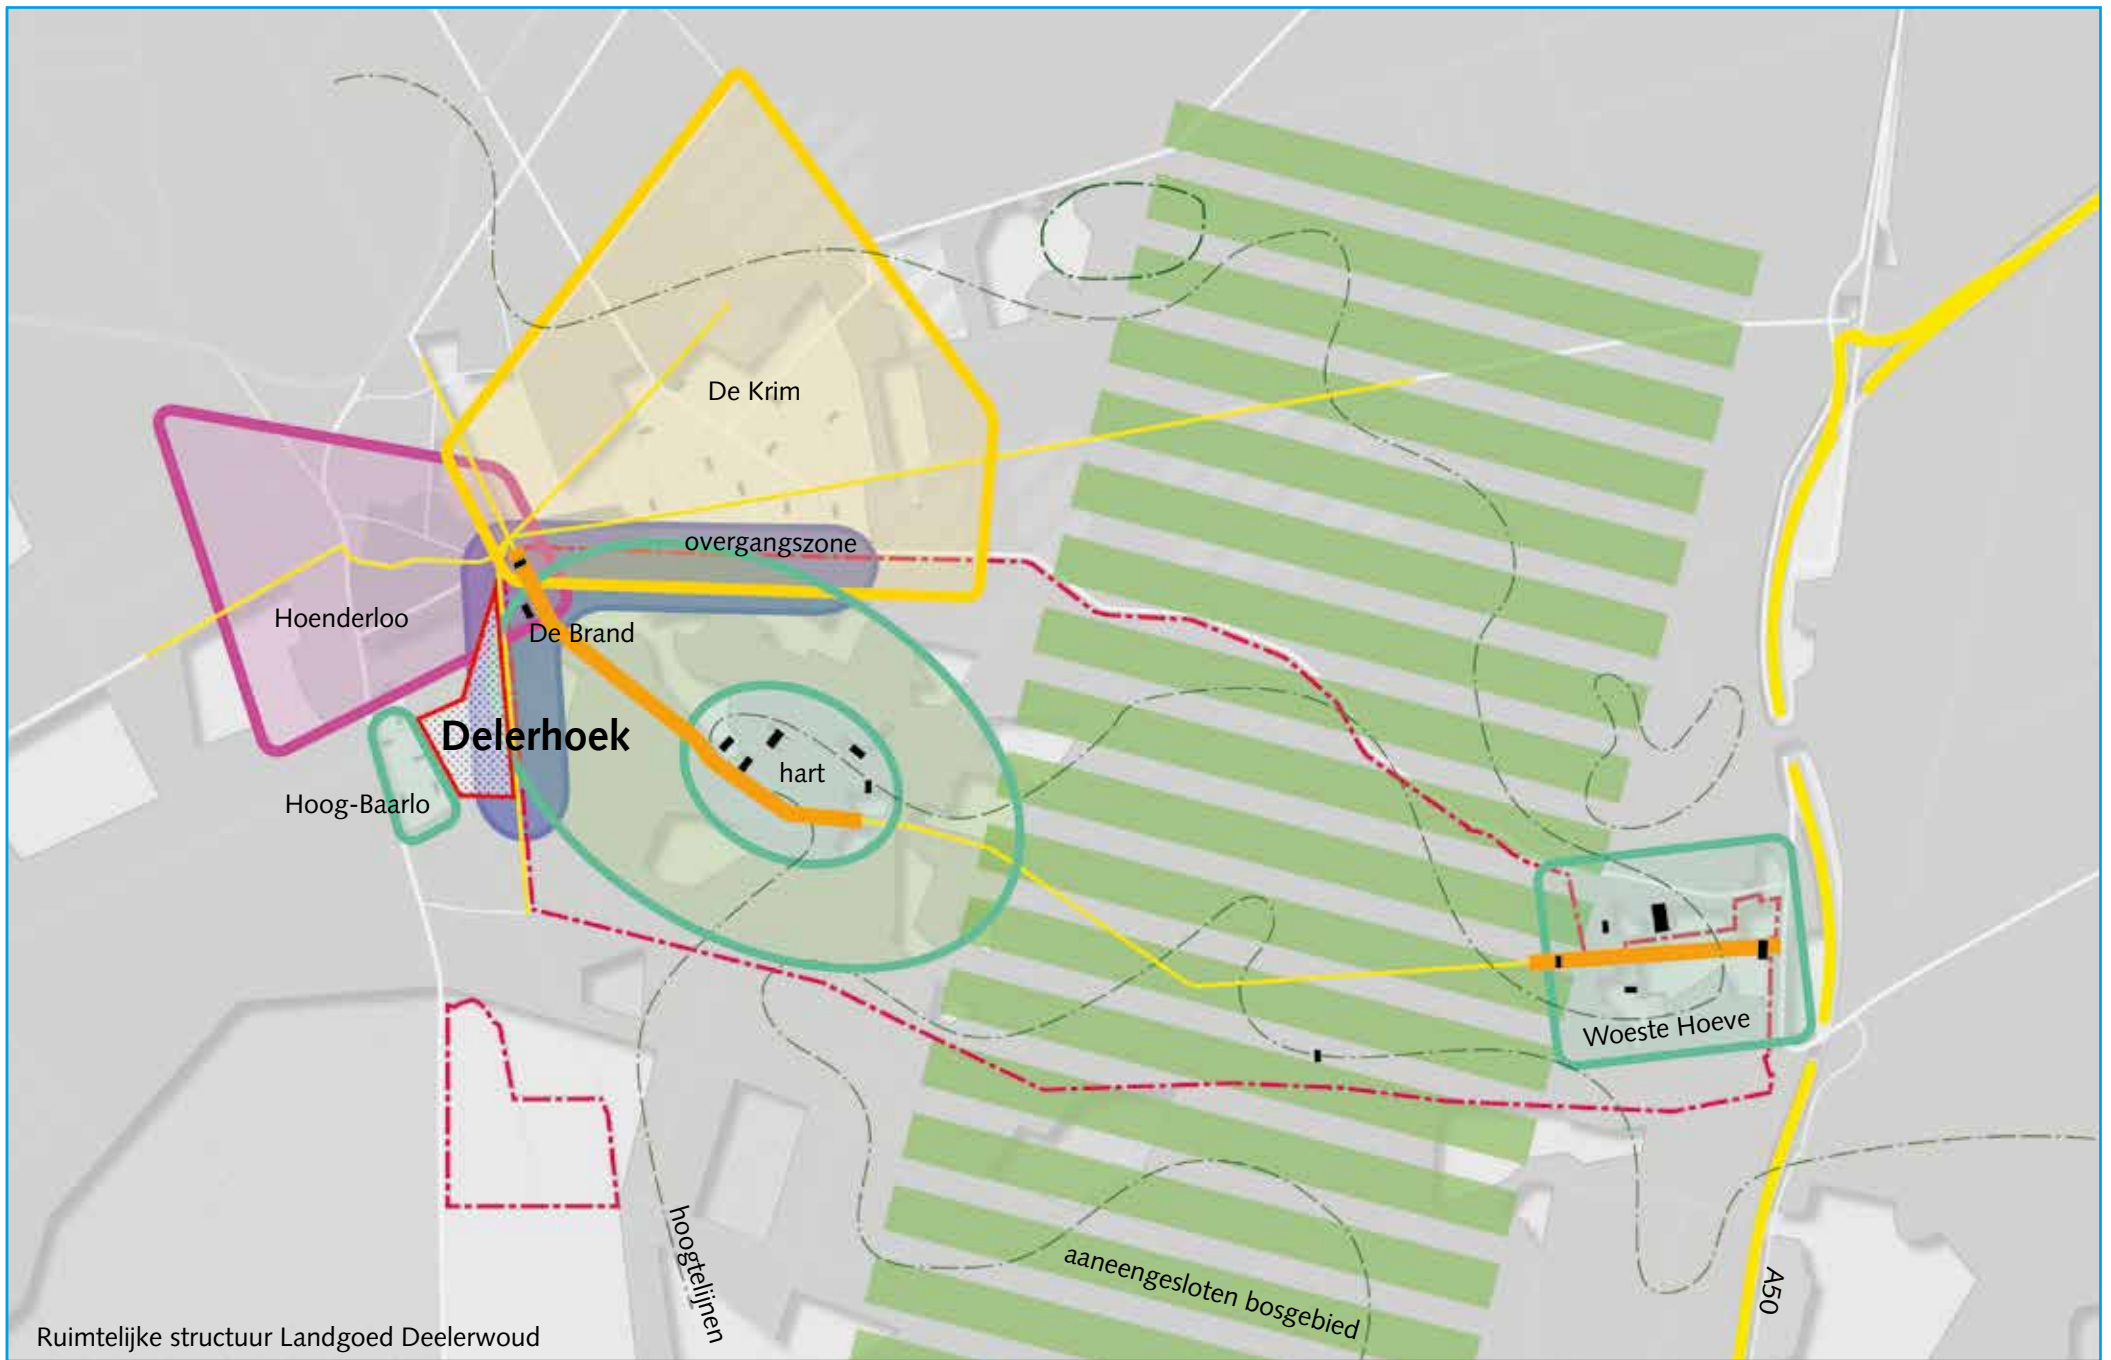 De Krim
overgangszone
Hoenderloo
De Brand
Delerhoek
hart
Hoog-Baarlo
Woeste Hoeve
hoogtelijnen
aaneengesloten bosgebied
A50
Ruimtelijke structuur Landgoed Deelerwoud